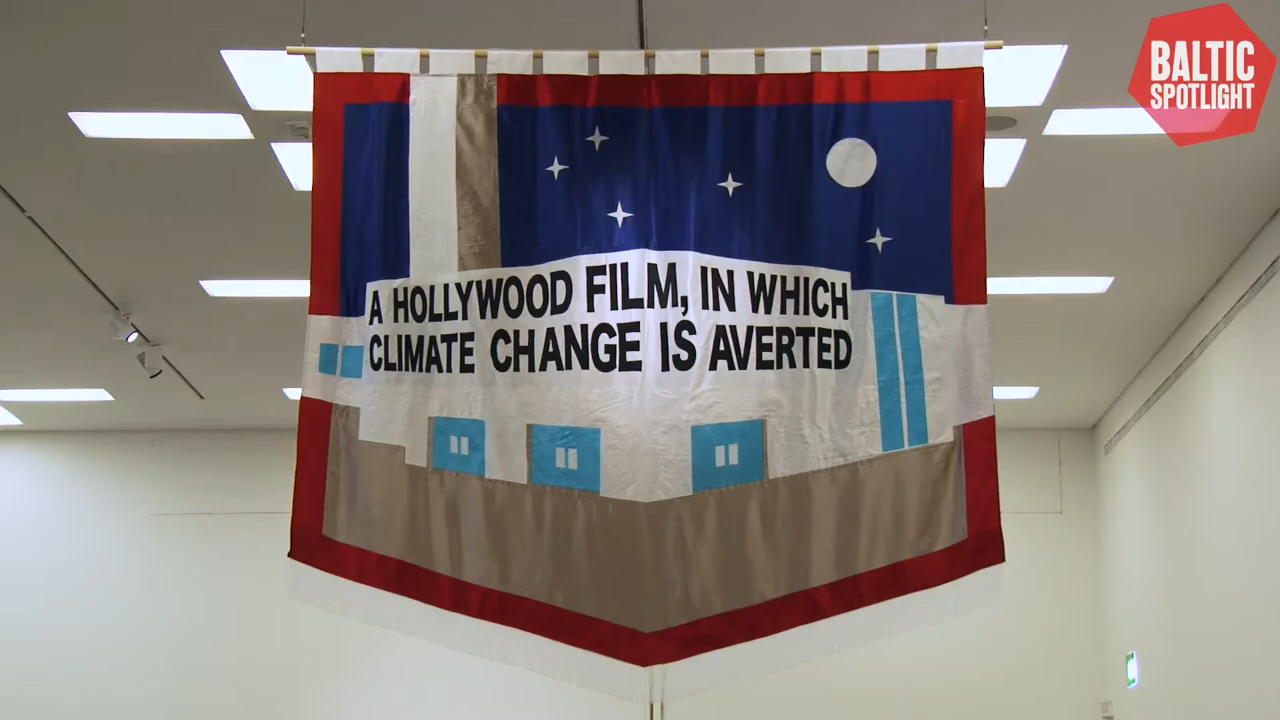 BALTIC
SPOTLIGHT
A HOLLYWOOD FILM, IN WHICH
CLIMATE CHANGE IS AVERTED